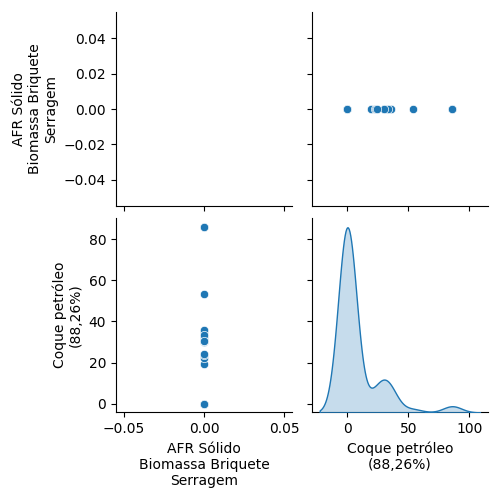 0.04
0.02
0.00
−0.02
−0.04
AFR Sólido
Biomassa Briquete
Serragem
80
60
40
20
0
Coque petróleo
(88,26%)
−0.05
0.00
0.05
AFR Sólido
Biomassa Briquete
Serragem
0
50
100
Coque petróleo
(88,26%)